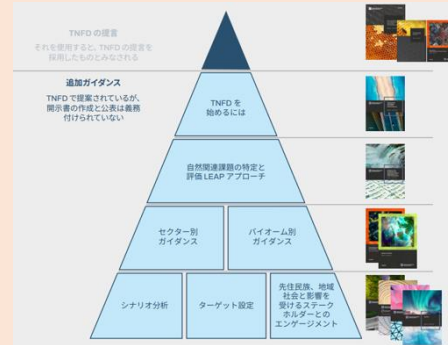 TNFD の提言
それを使用すると、TNFD の提言を
採用したものとみなされる
追加ガイダンス
TNFD で提案されているが、
開示書の作成と公表は義務
付けられていない
TNFD を
始めるには
自然関連課題の特定と
評価 LEAP アプローチ
セクター別
ガイダンス
バイオーム別
ガイダンス
シナリオ分析
ターゲット設定
先住民族、地域
社会と影響を
受けるステーク
ホルダーとの
エンゲージメント